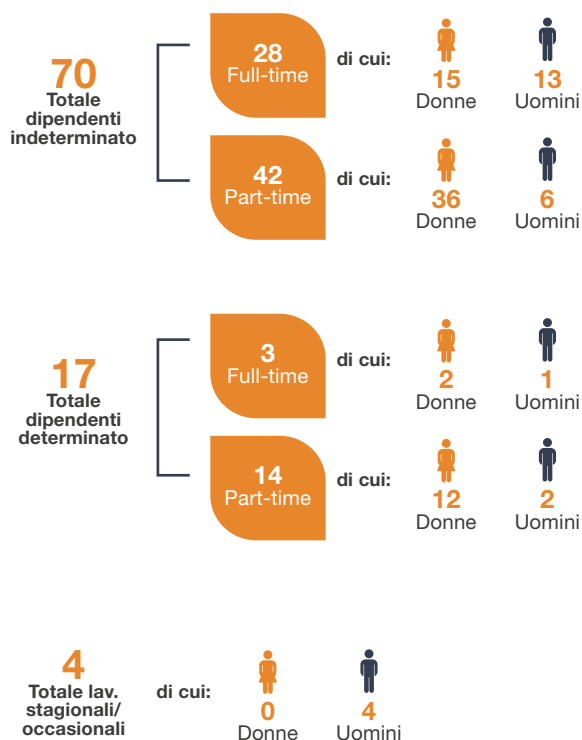 70
Totale
dipendenti
indeterminato
28
Full-time
di cui:
15
Donne
13
Uomini
42
Part-time
di cui:
36
Donne
6
Uomini
17
Totale
dipendenti
determinato
3
Full-time
di cui:
2
Donne
1
Uomini
14
Part-time
di cui:
12
Donne
2
Uomini
4
Totale lav.
stagionali/
occasionali
di cui:
0
Donne
4
Uomini